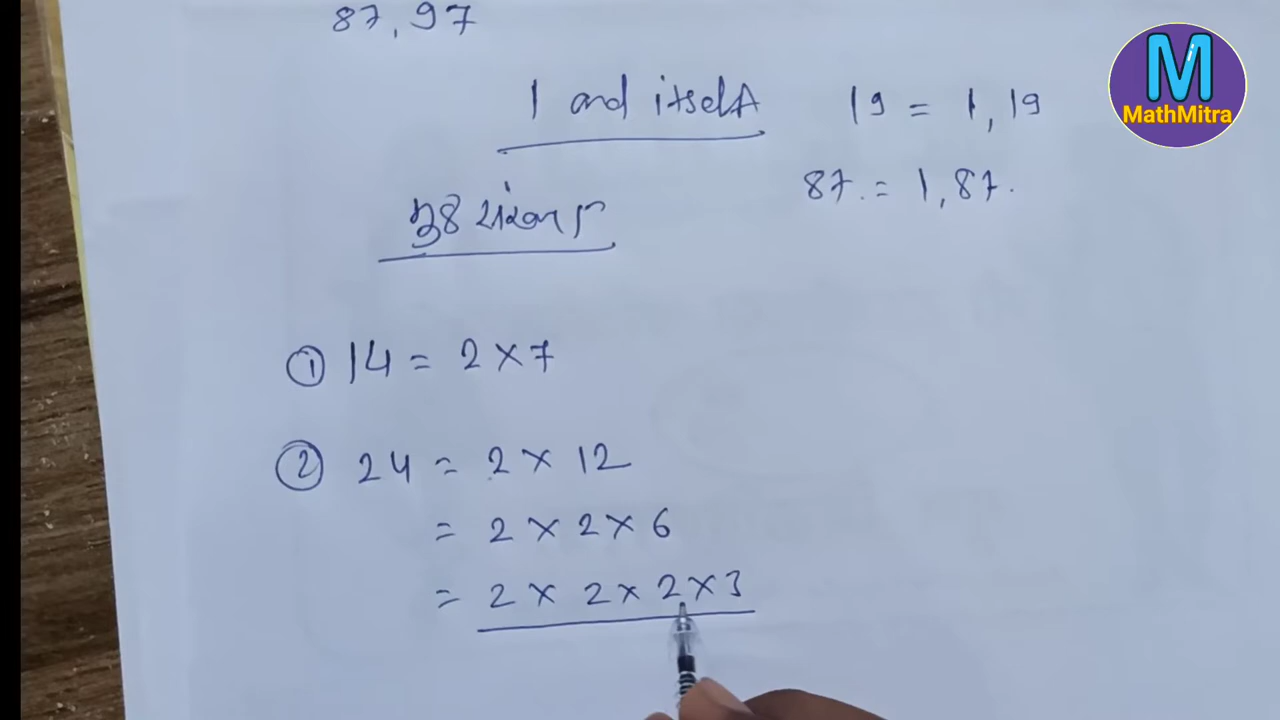 87, 97
1 and itself
19 = 1, 19
87. = 1, 87.
① 14 = 2 × 7
② 24 = 2 × 12
= 2 × 2 × 6
= 2 × 2 × 2 × 3
M
MathMitra